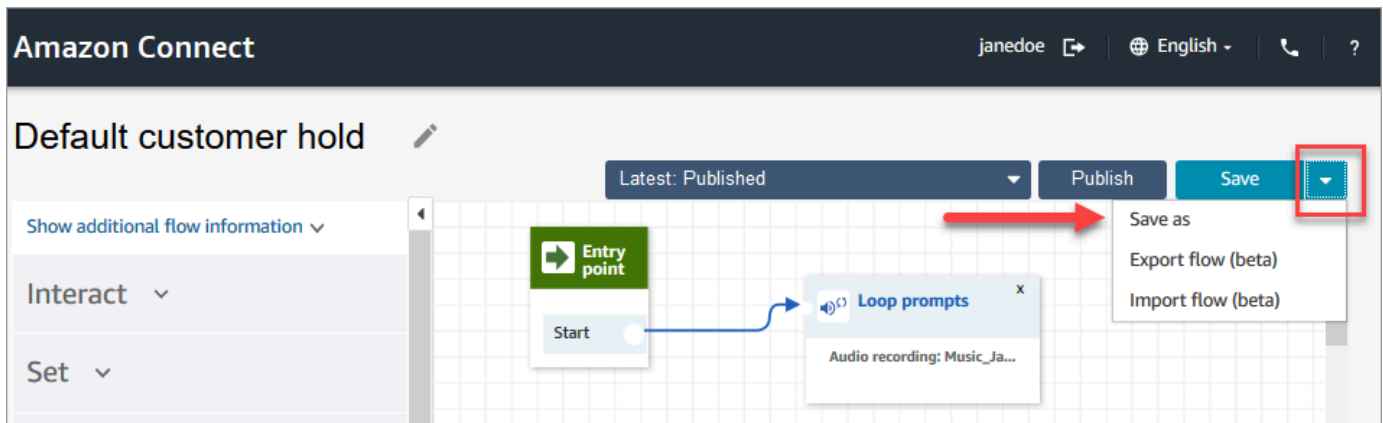 Amazon Connect
janedoe
English
?
Default customer hold
Latest: Published
Publish
Save
Show additional flow information
Save as
Export flow (beta)
Import flow (beta)
Entry
point
Start
x
Loop prompts
Audio recording: Music_Ja...
Interact
Set